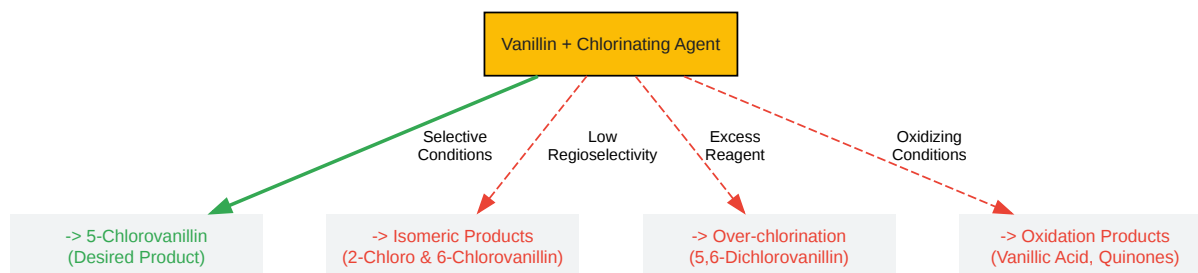 Vanillin + Chlorinating Agent
Selective
Conditions
Low
Regioselectivity
Excess
Reagent
Oxidizing
Conditions
-> 5-Chlorovanillin
(Desired Product)
-> Isomeric Products
(2-Chloro & 6-Chlorovanillin)
-> Over-chlorination
(5,6-Dichlorovanillin)
-> Oxidation Products
(Vanillic Acid, Quinones)